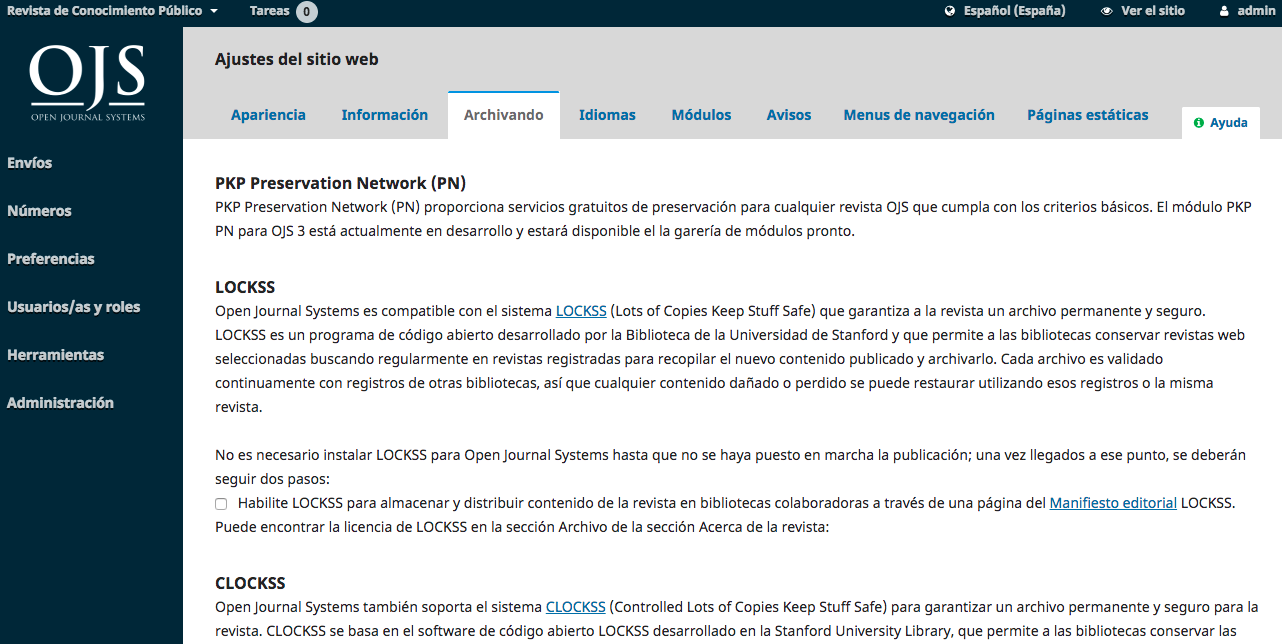 Revista de Conocimiento Público Tareas 0 Español (España) Ver el sitio admin
OJS
OPEN JOURNAL SYSTEMS
Envíos
Números
Preferencias
Usuarios/as y roles
Herramientas
Administración
Ajustes del sitio web
Apariencia Información Archivando Idiomas Módulos Avisos Menus de navegación Páginas estáticas Ayuda
PKP Preservation Network (PN)
PKP Preservation Network (PN) proporciona servicios gratuitos de preservación para cualquier revista OJS que cumpla con los criterios básicos. El módulo PKP
PN para OJS 3 está actualmente en desarrollo y estará disponible el la garería de módulos pronto.
LOCKSS
Open Journal Systems es compatible con el sistema LOCKSS (Lots of Copies Keep Stuff Safe) que garantiza a la revista un archivo permanente y seguro.
LOCKSS es un programa de código abierto desarrollado por la Biblioteca de la Universidad de Stanford y que permite a las bibliotecas conservar revistas web
seleccionadas buscando regularmente en revistas registradas para recopilar el nuevo contenido publicado y archivarlo. Cada archivo es validado
continuamente con registros de otras bibliotecas, así que cualquier contenido dañado o perdido se puede restaurar utilizando esos registros o la misma
revista.
No es necesario instalar LOCKSS para Open Journal Systems hasta que no se haya puesto en marcha la publicación; una vez llegados a ese punto, se deberán
seguir dos pasos:
Habilite LOCKSS para almacenar y distribuir contenido de la revista en bibliotecas colaboradoras a través de una página del Manifiesto editorial LOCKSS.
Puede encontrar la licencia de LOCKSS en la sección Archivo de la sección Acerca de la revista:
CLOCKSS
Open Journal Systems también soporta el sistema CLOCKSS (Controlled Lots of Copies Keep Stuff Safe) para garantizar un archivo permanente y seguro para la
revista. CLOCKSS se basa en el software de código abierto LOCKSS desarrollado en la Stanford University Library, que permite a las bibliotecas conservar las